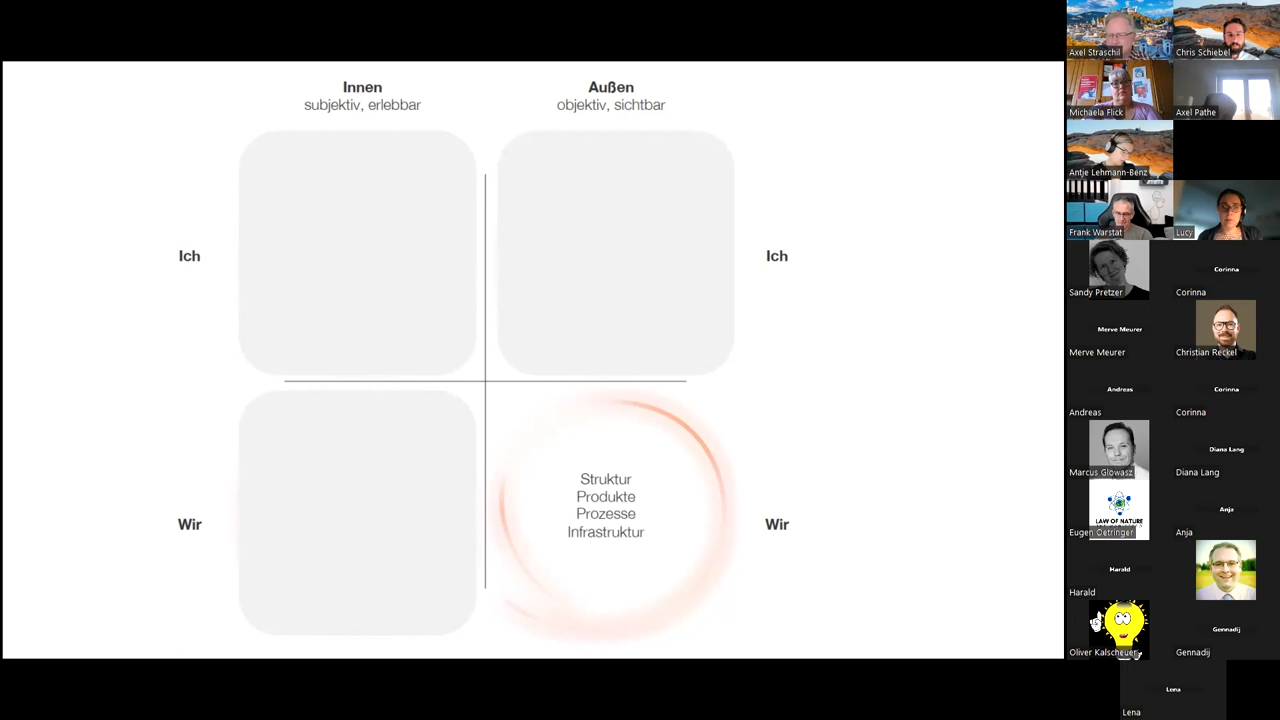 Innen
subjektiv, erlebbar
Außen
objektiv, sichtbar
Ich
Ich
Wir
Struktur
Produkte
Prozesse
Infrastruktur
Wir
Axel Straschil
Chris Schiebel
Michaela Flick
Axel Pathe
Antje Lehmann-Benz
Frank Warstat
Lucy
Sandy Pretzer
Corinna
Corinna
Merve Meurer
Merve Meurer
Christian Reckel
Andreas
Andreas
Corinna
Corinna
Marcus Glowasz
Diana Lang
Diana Lang
LAW OF NATURE
Eugen Oetringer
Anja
Anja
Harald
Harald
Oliver Kalscheuer
Gennadij
Gennadij
Lena
Lena